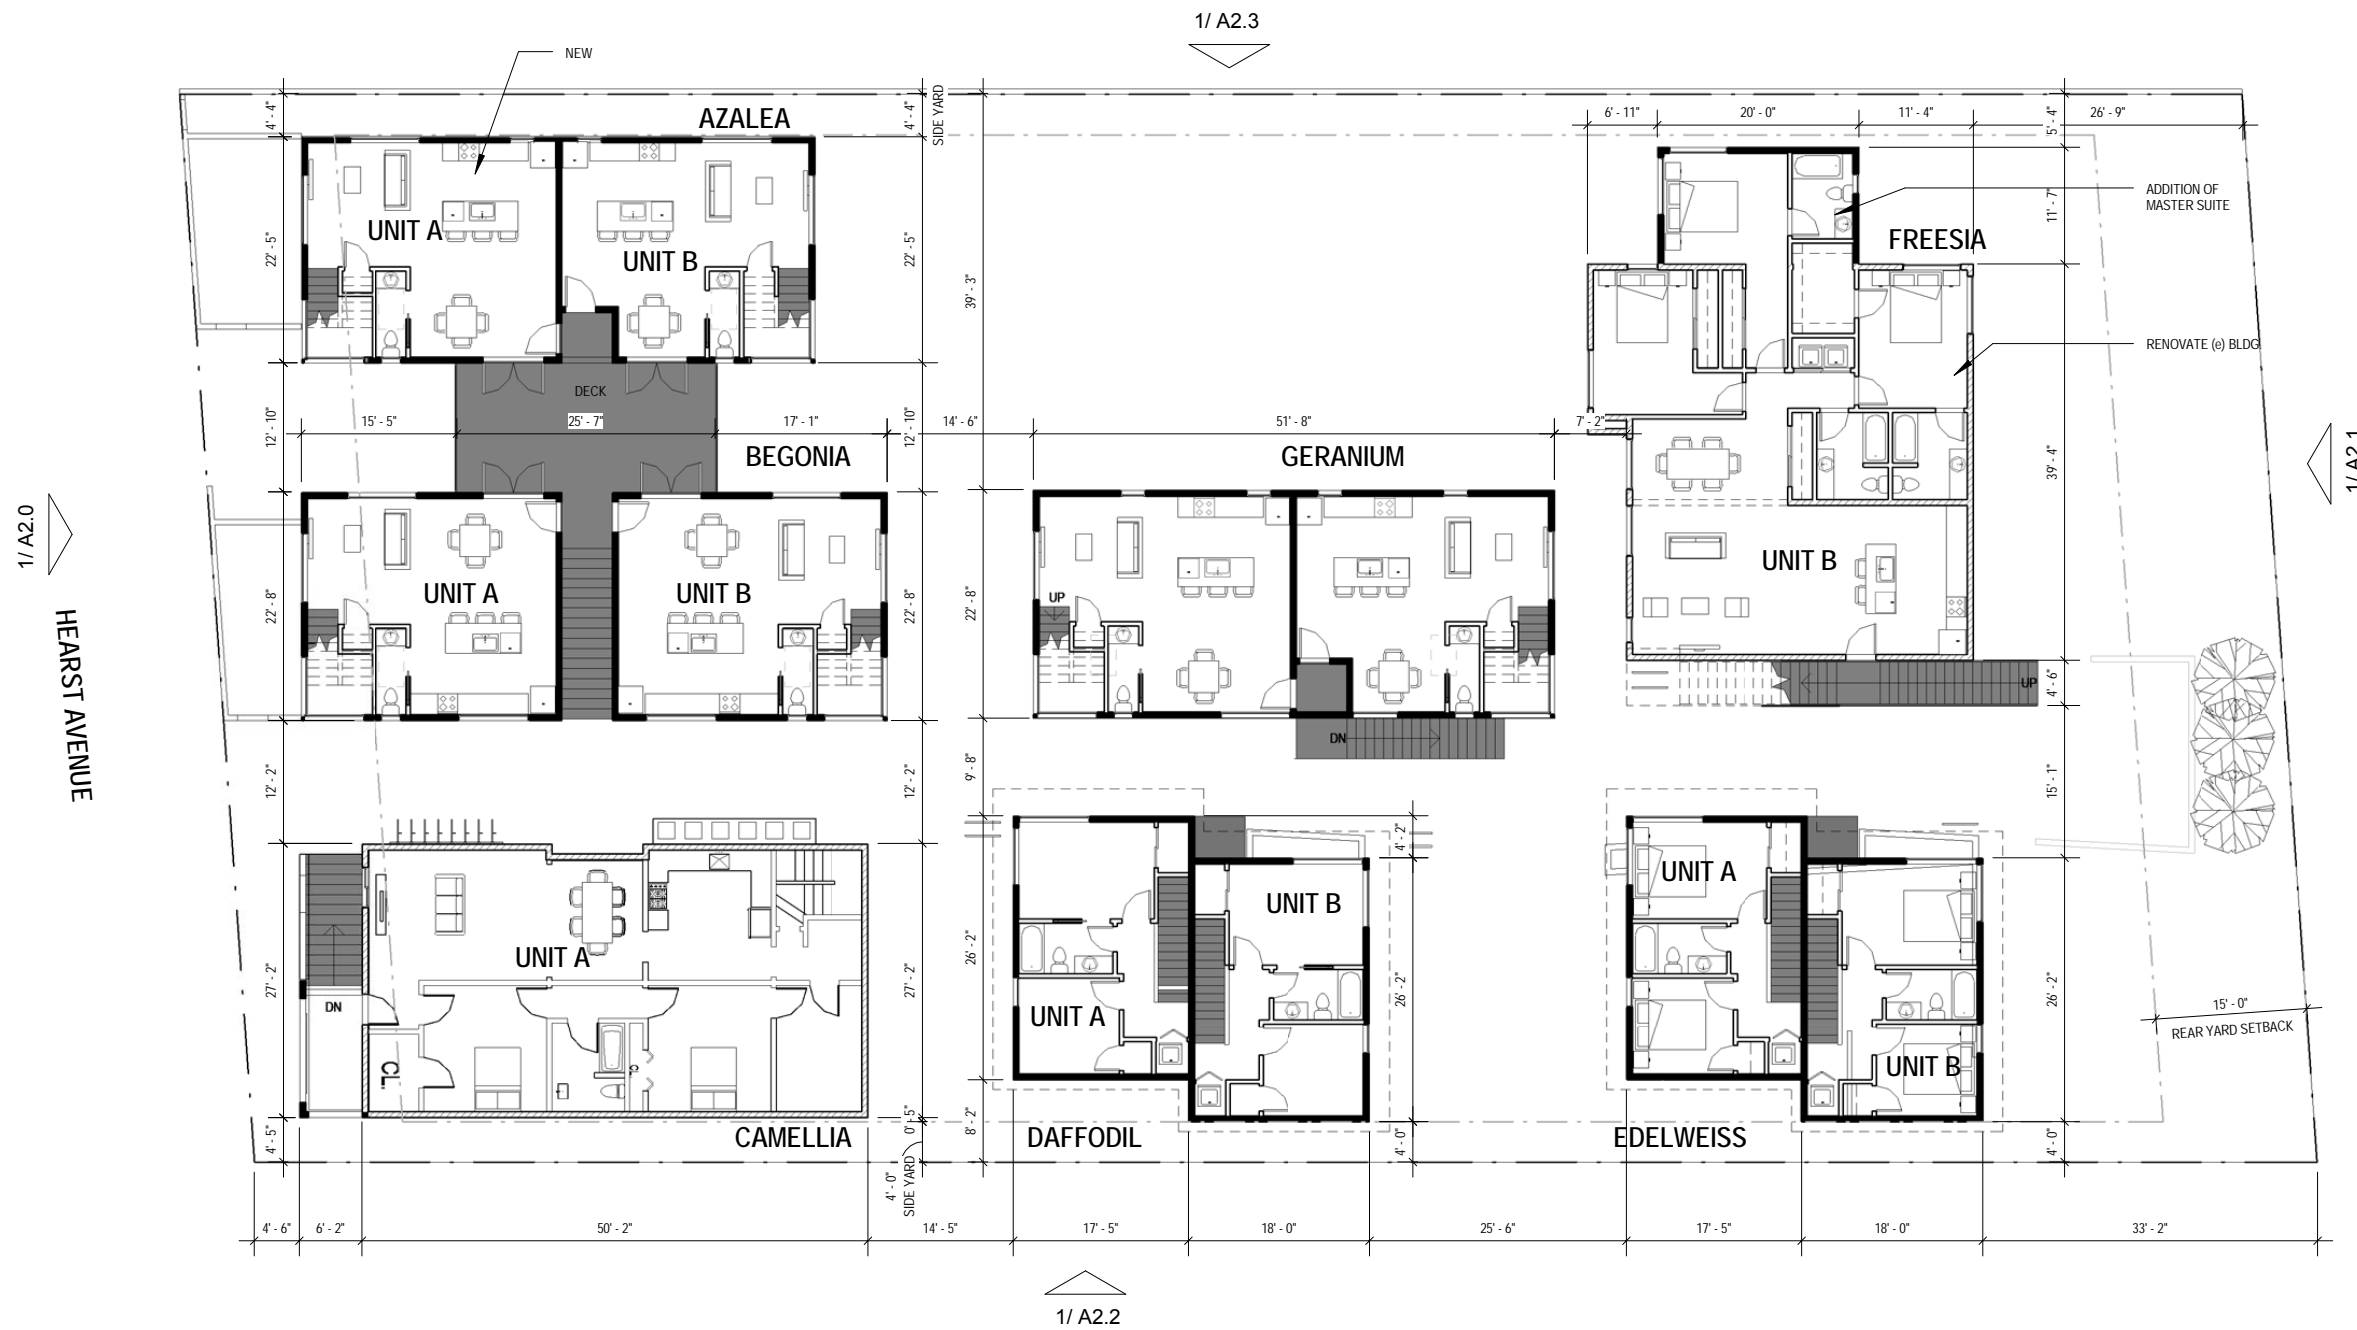 1/ A2.3
NEW
AZALEA
4' - 4"
4' - 4"
SIDE YARD
6' - 11"
20' - 0"
11' - 4"
26' - 9"
5' - 4"
ADDITION OF
MASTER SUITE
11' - 7"
FREESIA
UNIT A
UNIT B
22' - 5"
22' - 5"
39' - 3"
RENOVATE (e) BLDG.
DECK
15' - 5"
25' - 7"
17' - 1"
14' - 6"
51' - 8"
7' - 2"
12' - 10"
12' - 10"
BEGONIA
GERANIUM
39' - 4"
1/ A2.1
1/ A2.0
UNIT A
UNIT B
UNIT B
22' - 8"
22' - 8"
22' - 8"
UP
HEARST AVENUE
UP
4' - 6"
DN
12' - 2"
12' - 2"
9' - 8"
15' - 1"
4' - 2"
UNIT A
UNIT B
UNIT A
27' - 2"
27' - 2"
26' - 2"
26' - 2"
26' - 2"
DN
UNIT A
15' - 0"
REAR YARD SETBACK
CL.
CL.
UNIT B
4' - 5"
CAMELLIA
0' - 5"
4' - 0"
SIDE YARD
8' - 2"
DAFFODIL
4' - 0"
EDELWEISS
4' - 0"
4' - 6"
6' - 2"
50' - 2"
14' - 5"
17' - 5"
18' - 0"
25' - 6"
17' - 5"
18' - 0"
33' - 2"
1/ A2.2